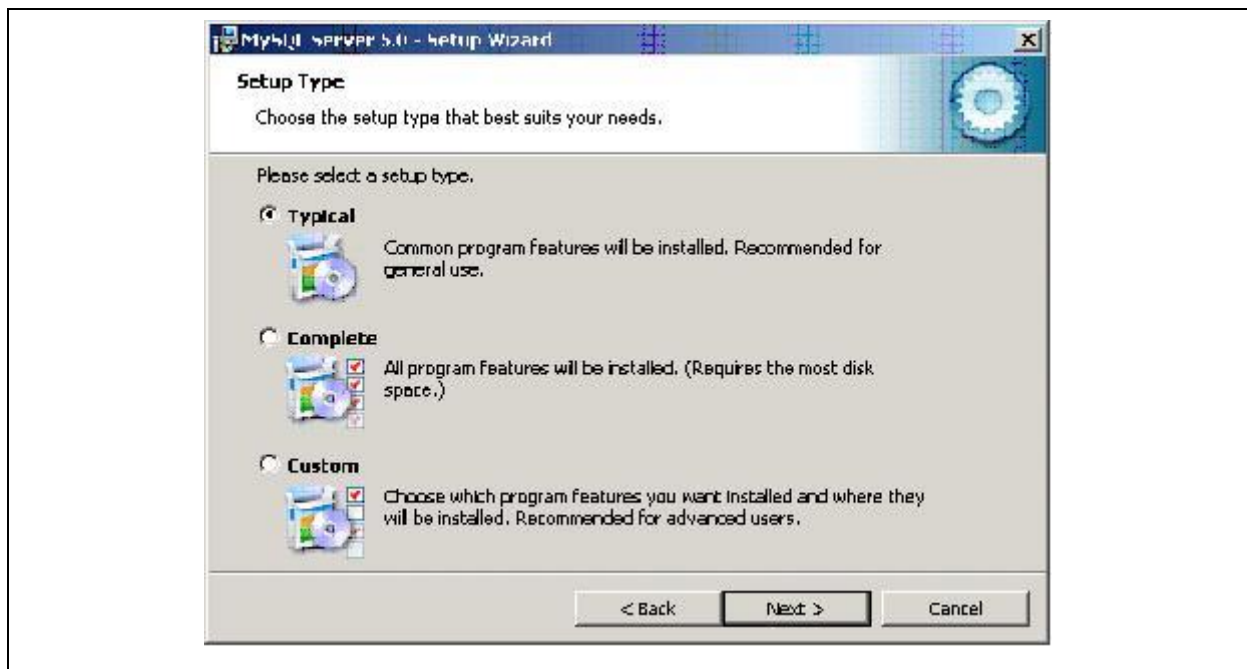 MySQL Server 5.0 - Setup Wizard
Setup Type
Choose the setup type that best suits your needs.
Please select a setup type.
Typical
Common program features will be installed. Recommended for
general use.
Complete
All program features will be installed. (Requires the most disk
space.)
Custom
Choose which program features you want installed and where they
will be installed. Recommended for advanced users.
< Back
Next >
Cancel